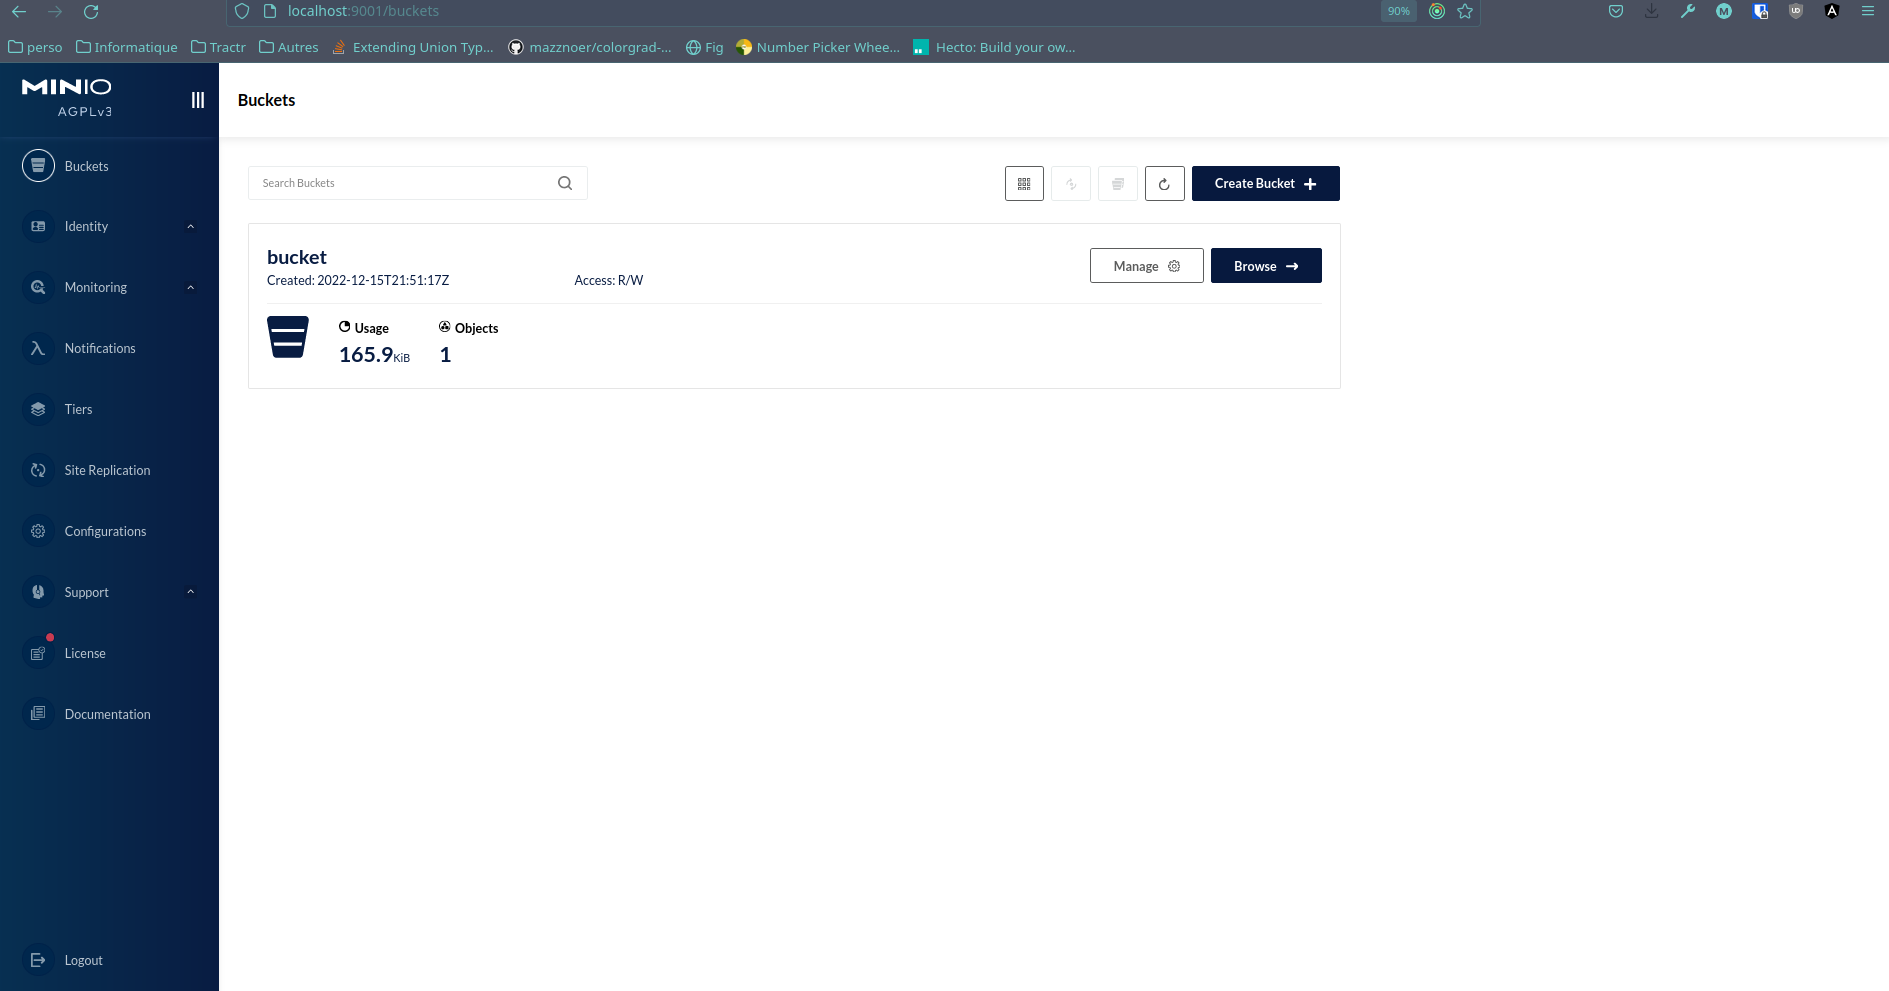 localhost:9001/buckets
90%
perso Informatique Tractr Autres Extending Union Typ... mazznoer/colorgrad-... Fig Number Picker Whee... Hecto: Build your ow...
MINIO
AGPLv3
Buckets
Buckets
Identity
Monitoring
Notifications
Tiers
Site Replication
Configurations
Support
License
Documentation
Logout
Search Buckets
Create Bucket
bucket
Created: 2022-12-15T21:51:17Z Access: R/W
Manage
Browse
Usage Objects
165.9KiB 1